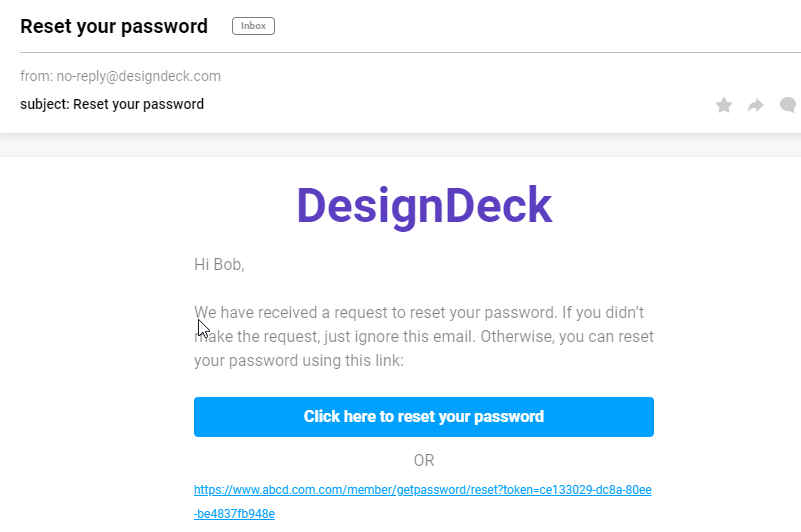 Reset your password Inbox
from: no-reply@designdeck.com
subject: Reset your password
DesignDeck
Hi Bob,
We have received a request to reset your password. If you didn’t
make the request, just ignore this email. Otherwise, you can reset
your password using this link:
Click here to reset your password
OR
https://www.abcd.com.com/member/getpassword/reset?token=ce133029-dc8a-80ee
-be4837fb948e